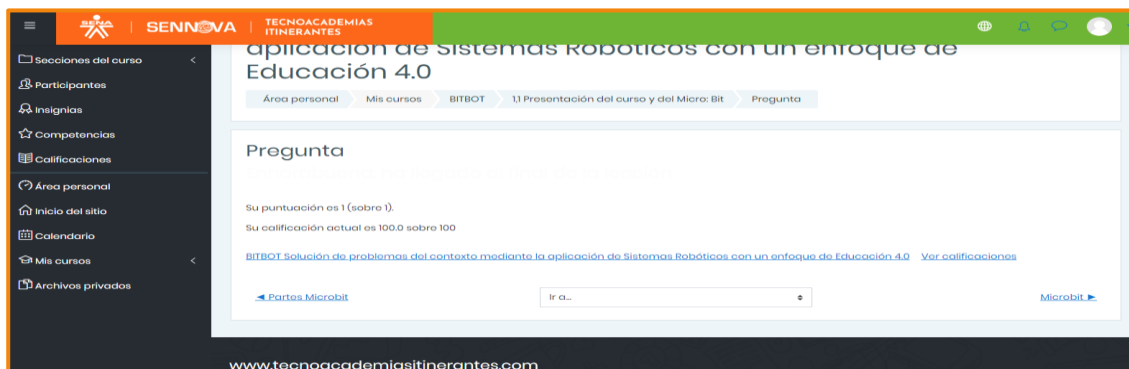 SENA
SENNOVA
TECNOACADEMIAS
ITINERANTES
aplicación de Sistemas Robóticos con un enfoque de
Educación 4.0
Área personal
Mis cursos
BITBOT
1,1 Presentación del curso y del Micro: Bit
Pregunta
Secciones del curso
Participantes
Insignias
Competencias
Calificaciones
Área personal
Inicio del sitio
Calendario
Mis cursos
Archivos privados
Pregunta
Su puntuación es 1 (sobre 1).
Su calificación actual es 100.0 sobre 100
BITBOT Solución de problemas del contexto mediante la aplicación de Sistemas Robóticos con un enfoque de Educación 4.0 Ver calificaciones
◄ Partes Microbit
Ir a...
Microbit ►
www.tecnoacademiasitinerantes.com